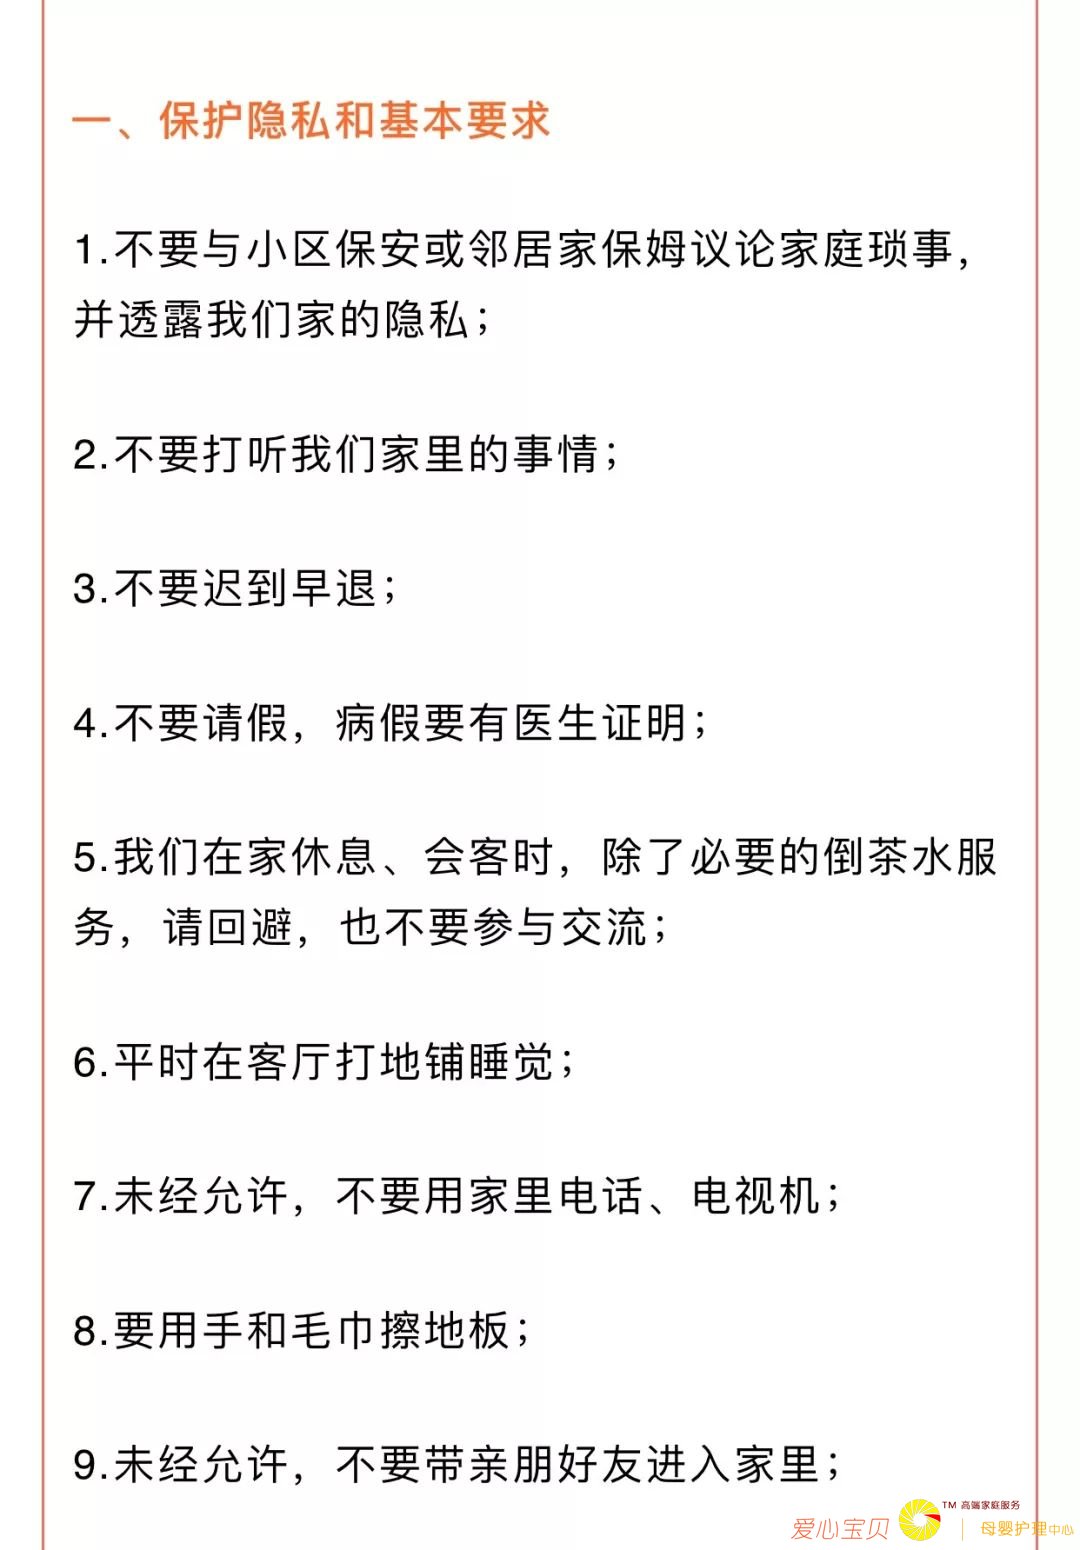 一、保护隐私和基本要求
1.不要与小区保安或邻居家保姆议论家庭琐事，
并透露我们家的隐私；
2.不要打听我们家里的事情；
3.不要迟到早退；
4.不要请假，病假要有医生证明；
5.我们在家休息、会客时，除了必要的倒茶水服
务，请回避，也不要参与交流；
6.平时在客厅打地铺睡觉；
7.未经允许，不要用家里电话、电视机；
8.要用手和毛巾擦地板；
9.未经允许，不要带亲朋好友进入家里；
TM 高端家庭服务
爱心宝贝 | 母婴护理中心